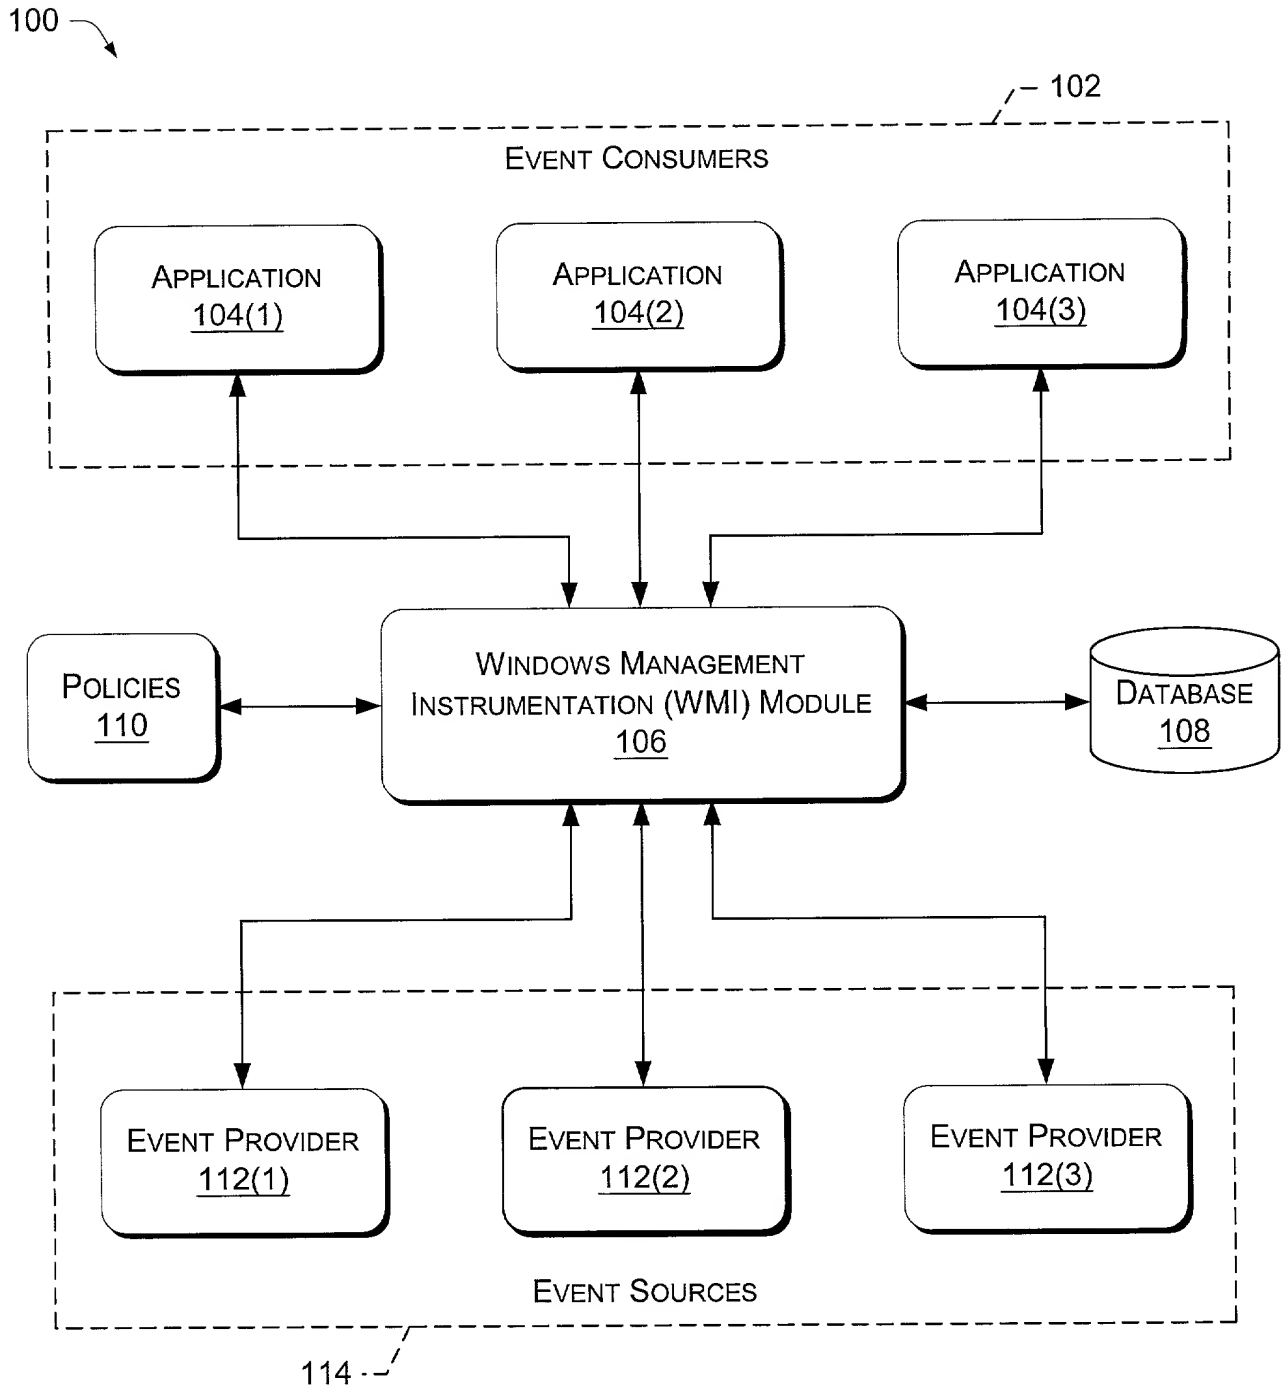 100
102
EVENT CONSUMERS
APPLICATION
104(1)
APPLICATION
104(2)
APPLICATION
104(3)
POLICIES
110
WINDOWS MANAGEMENT
INSTRUMENTATION (WMI) MODULE
106
DATABASE
108
EVENT PROVIDER
112(1)
EVENT PROVIDER
112(2)
EVENT PROVIDER
112(3)
EVENT SOURCES
114